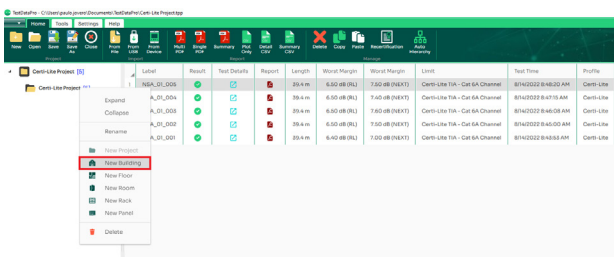 TestDataPro - C:\Users\paulo.jovero\Documents\TestDataPro\Certi-Lite Project.tpp
Home Tools Settings Help
New Open Save Save As Close From File From USB From Device Multi PDF Single PDF Summary Plot Only Detail CSV Summary CSV Delete Copy Paste Recertification Auto Hierarchy
Project Import Report Manage
Certi-Lite Project [5]
Certi-Lite Project [5]
Label Result Test Details Report Length Worst Margin Worst Margin Limit Test Time Profile
1 NSA_01_005 39.4 m 6.50 dB (RL) 7.50 dB (NEXT) Certi-Lite TIA - Cat 6A Channel 8/14/2022 8:48:20 AM Certi-Lite
A_01_004 39.4 m 6.50 dB (RL) 7.40 dB (NEXT) Certi-Lite TIA - Cat 6A Channel 8/14/2022 8:47:15 AM Certi-Lite
A_01_003 39.4 m 6.50 dB (RL) 7.60 dB (NEXT) Certi-Lite TIA - Cat 6A Channel 8/14/2022 8:46:09 AM Certi-Lite
A_01_002 39.4 m 6.50 dB (RL) 7.50 dB (NEXT) Certi-Lite TIA - Cat 6A Channel 8/14/2022 8:45:00 AM Certi-Lite
A_01_001 39.4 m 6.40 dB (RL) 7.00 dB (NEXT) Certi-Lite TIA - Cat 6A Channel 8/14/2022 8:43:53 AM Certi-Lite
Expand
Collapse
Rename
New Project
New Building
New Floor
New Room
New Rack
New Panel
Delete